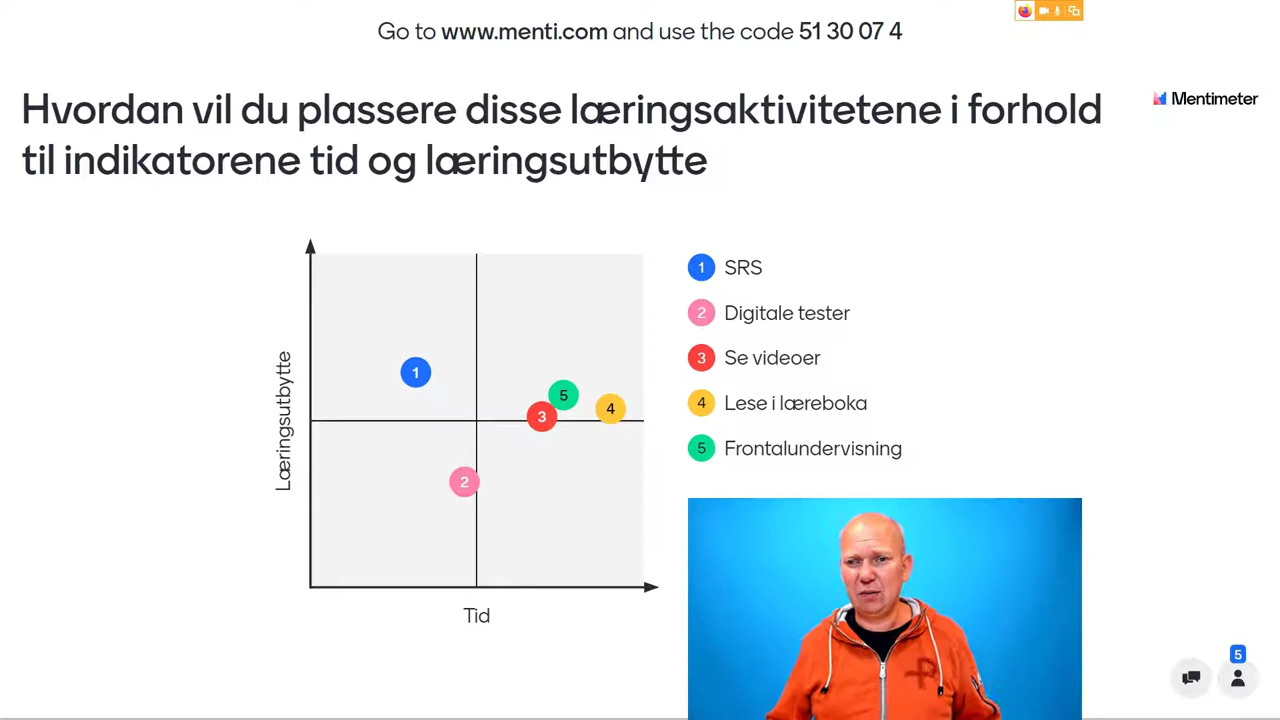 Go to www.menti.com and use the code 51 30 07 4
Hvordan vil du plassere disse læringsaktivitetene i forhold
til indikatorene tid og læringsutbytte
Mentimeter
Læringsutbytte
Tid
1
2
3
4
5
1 SRS
2 Digitale tester
3 Se videoer
4 Lese i læreboka
5 Frontalundervisning
5